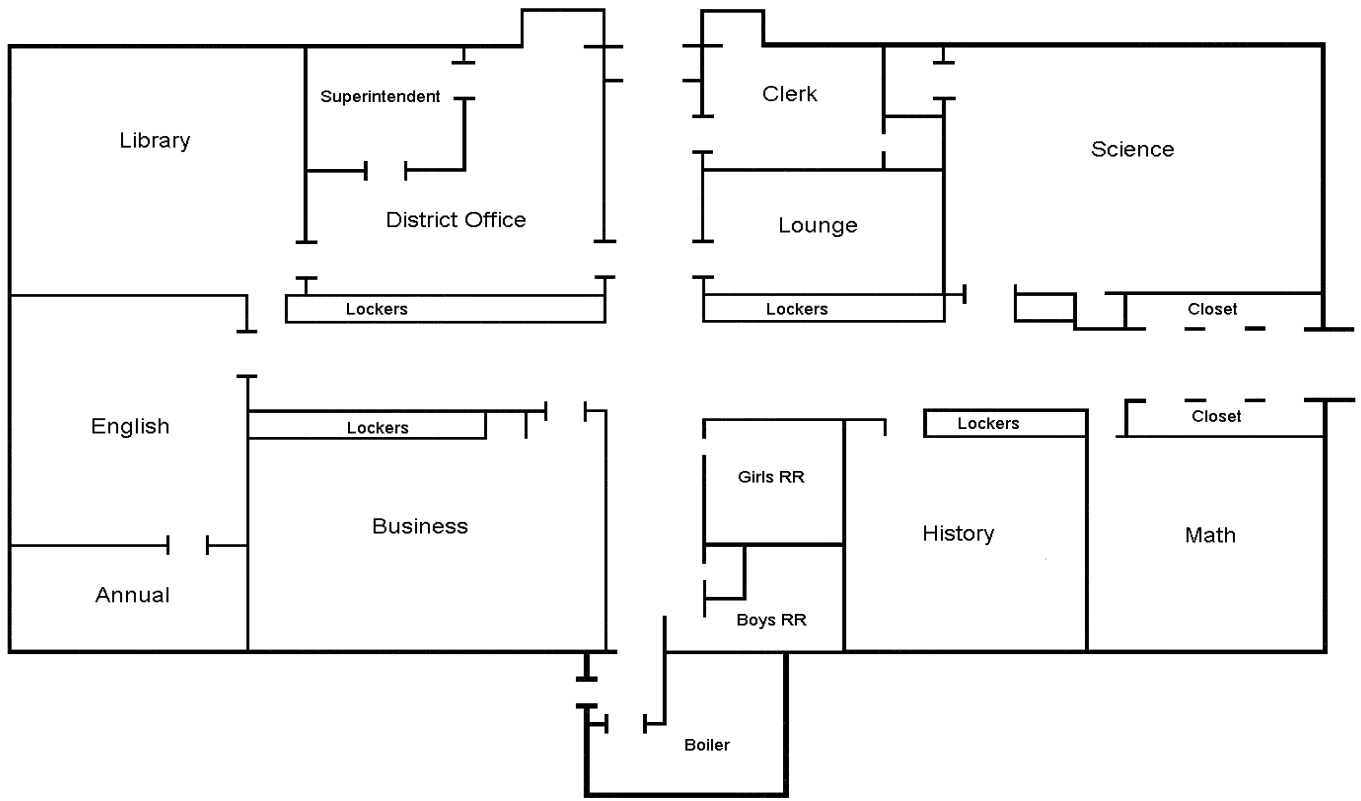 Superintendent
Clerk
Library
Science
District Office
Lounge
Lockers
Lockers
Closet
English
Lockers
Lockers
Closet
Girls RR
Business
History
Math
Annual
Boys RR
Boiler